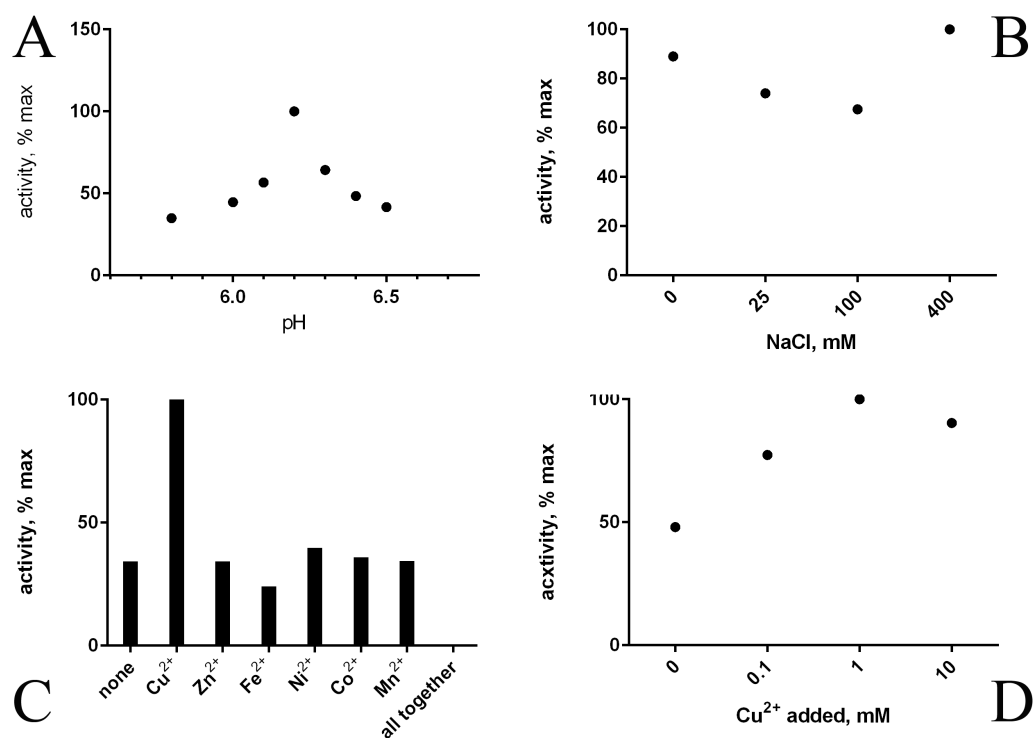 A
150
100
50
0
activity, % max
6.0
6.5
pH
B
100
80
60
40
20
0
activity, % max
0
25
100
400
NaCl, mM
C
100
50
0
activity, % max
none
Cu2+
Zn2+
Fe2+
Ni2+
Co2+
Mn2+
all together
D
100
50
0
acxtivity, % max
0
0.1
1
10
Cu2+ added, mM